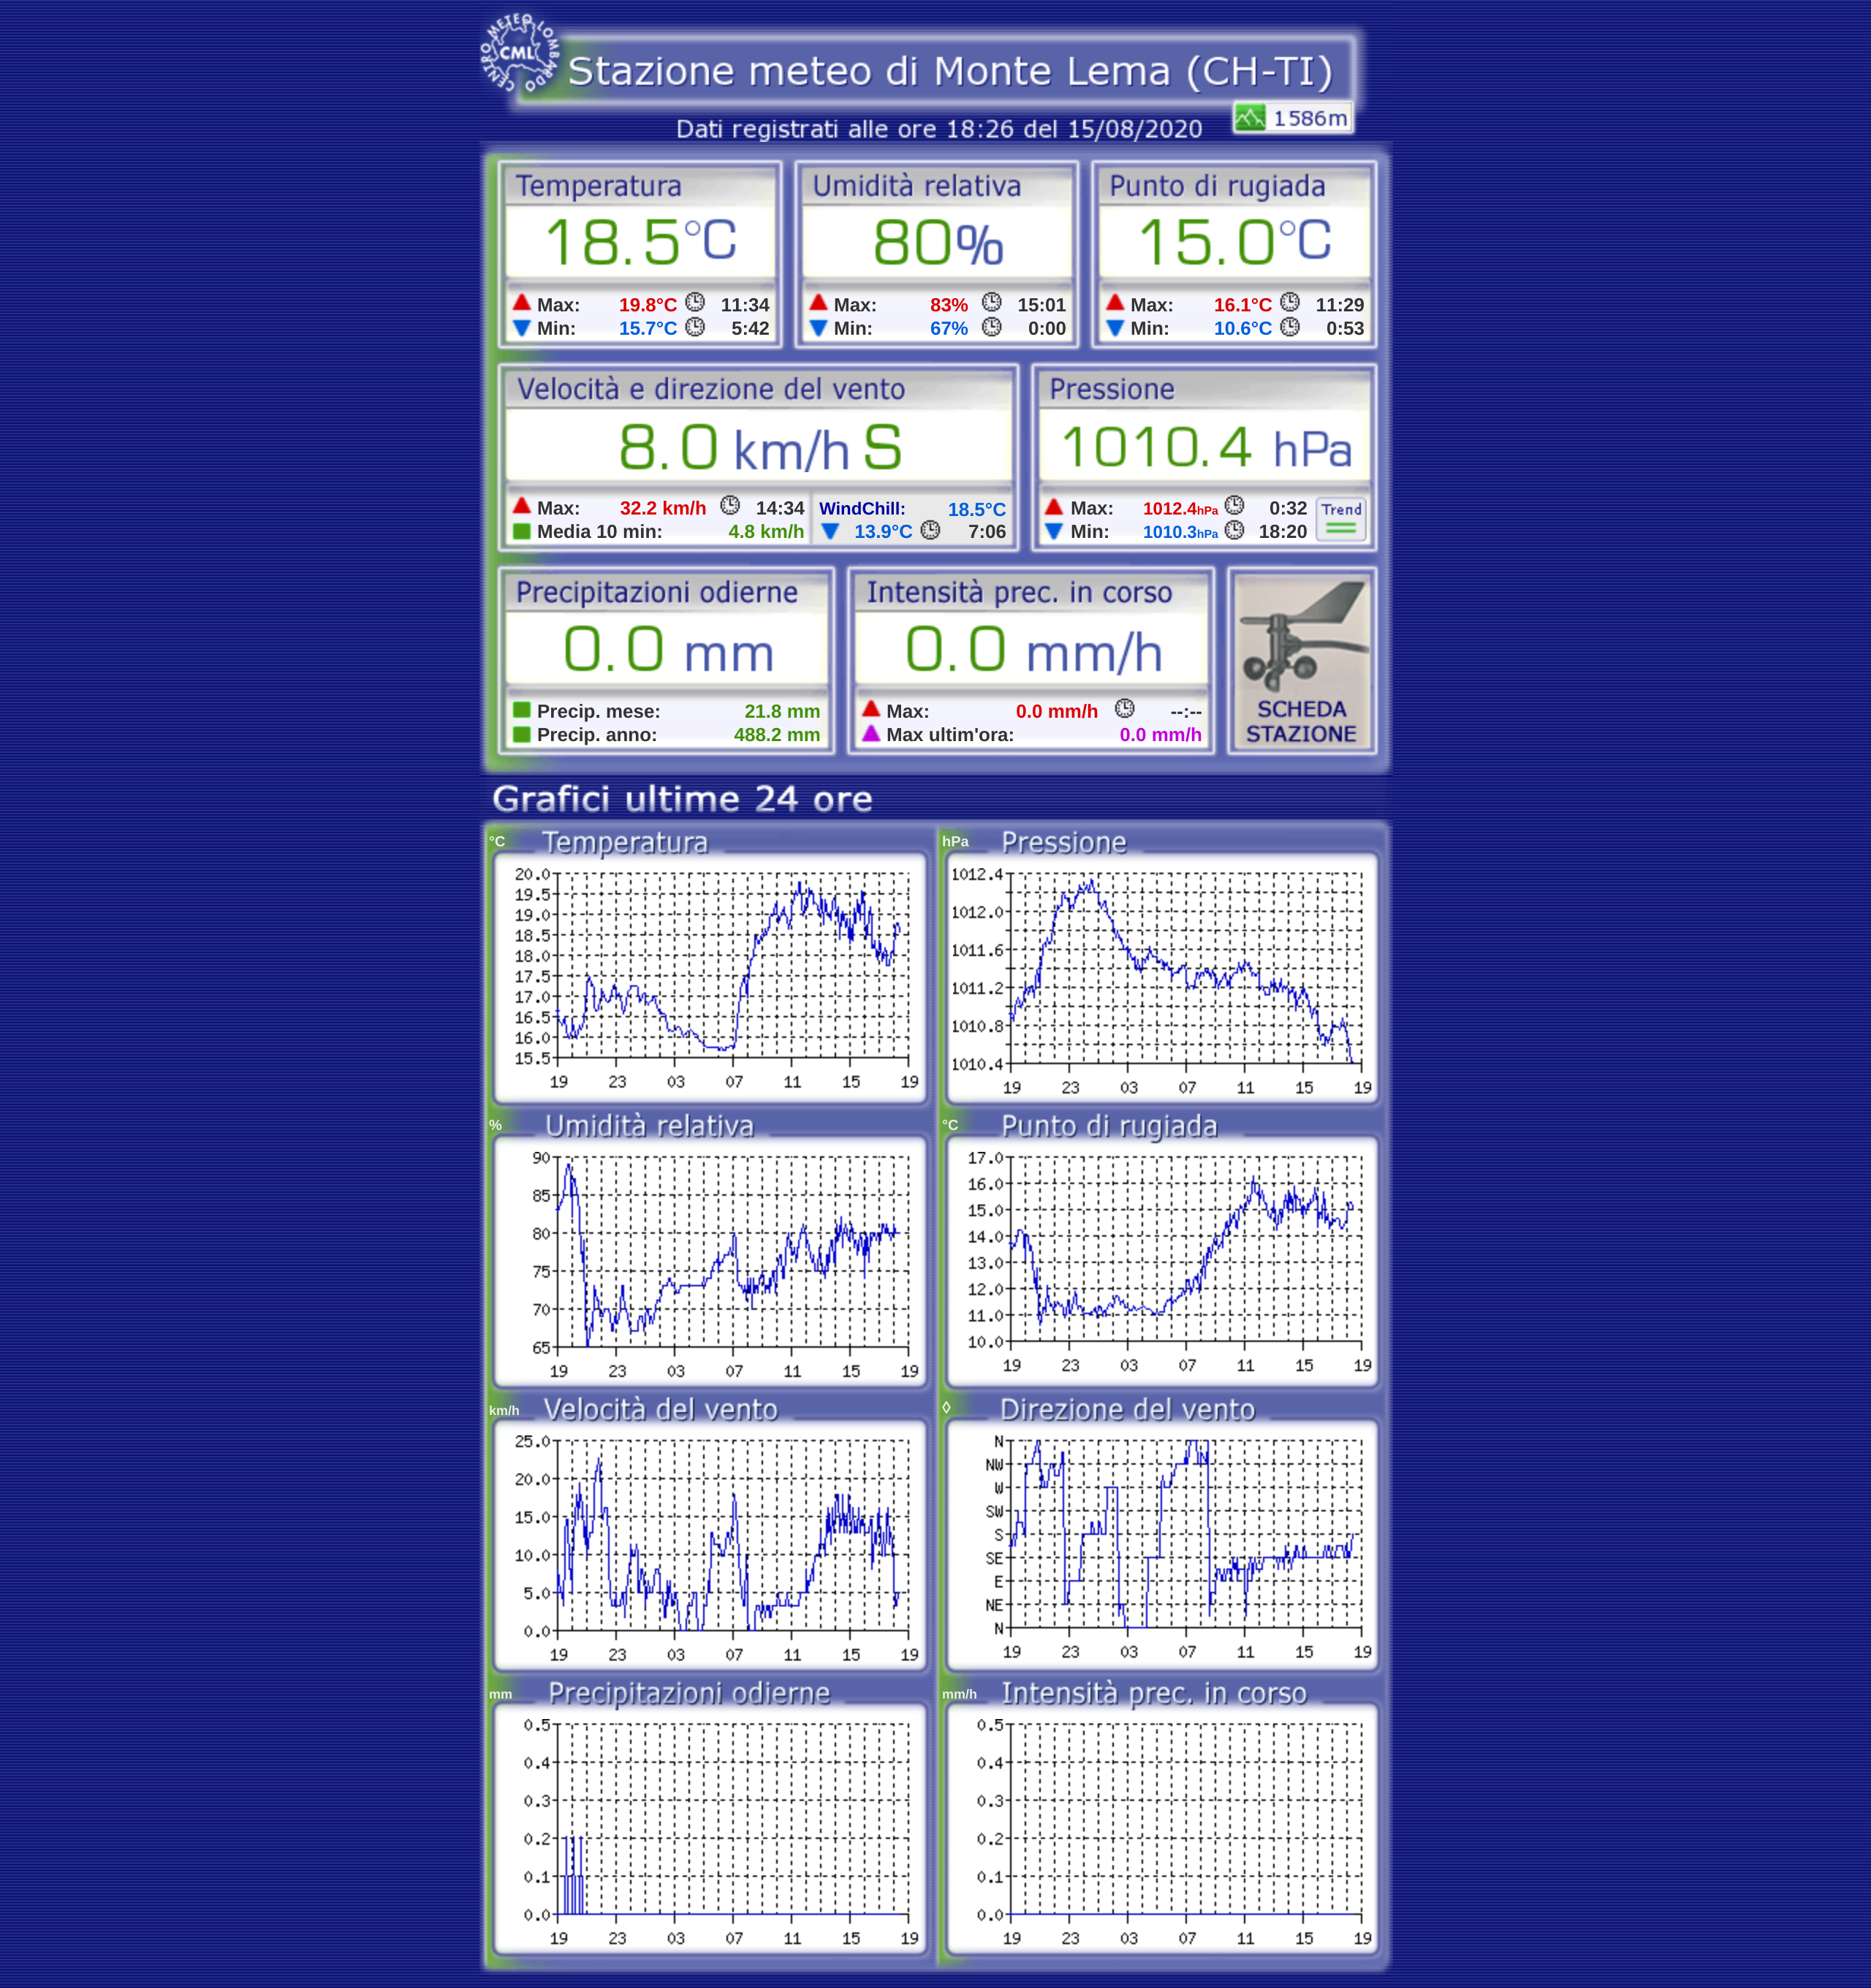 CENTRO METEO LOMBARDO
CML
Stazione meteo di Monte Lema (CH-TI)
1586m
Dati registrati alle ore 18:26 del 15/08/2020
Temperatura
18.5°C
Max: 19.8°C 11:34
Min: 15.7°C 5:42
Umidità relativa
80%
Max: 83% 15:01
Min: 67% 0:00
Punto di rugiada
15.0°C
Max: 16.1°C 11:29
Min: 10.6°C 0:53
Velocità e direzione del vento
8.0 km/h S
Max: 32.2 km/h 14:34
Media 10 min: 4.8 km/h
WindChill: 18.5°C
13.9°C 7:06
Pressione
1010.4 hPa
Max: 1012.4hPa 0:32
Min: 1010.3hPa 18:20
Trend
Precipitazioni odierne
0.0 mm
Precip. mese: 21.8 mm
Precip. anno: 488.2 mm
Intensità prec. in corso
0.0 mm/h
Max: 0.0 mm/h --:--
Max ultim'ora: 0.0 mm/h
SCHEDA
STAZIONE
Grafici ultime 24 ore
°C Temperatura
20.0
19.5
19.0
18.5
18.0
17.5
17.0
16.5
16.0
15.5
19 23 03 07 11 15 19
hPa Pressione
1012.4
1012.0
1011.6
1011.2
1010.8
1010.4
19 23 03 07 11 15 19
% Umidità relativa
90
85
80
75
70
65
19 23 03 07 11 15 19
°C Punto di rugiada
17.0
16.0
15.0
14.0
13.0
12.0
11.0
10.0
19 23 03 07 11 15 19
km/h Velocità del vento
25.0
20.0
15.0
10.0
5.0
0.0
19 23 03 07 11 15 19
◊ Direzione del vento
N
NW
W
SW
S
SE
E
NE
N
19 23 03 07 11 15 19
mm Precipitazioni odierne
0.5
0.4
0.3
0.2
0.1
0.0
19 23 03 07 11 15 19
mm/h Intensità prec. in corso
0.5
0.4
0.3
0.2
0.1
0.0
19 23 03 07 11 15 19